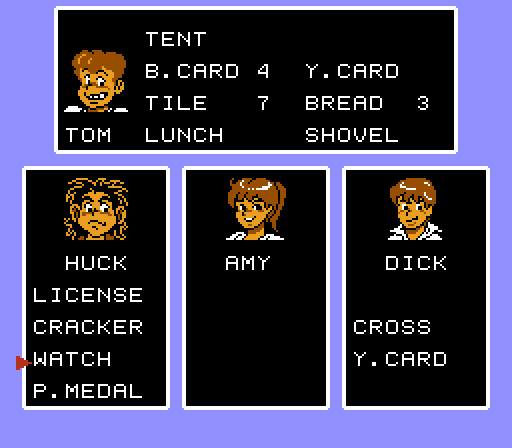 TENT
B.CARD 4 Y.CARD
TILE 7 BREAD 3
TOM LUNCH SHOVEL
HUCK AMY DICK
LICENSE
CRACKER CROSS
WATCH Y.CARD
P.MEDAL